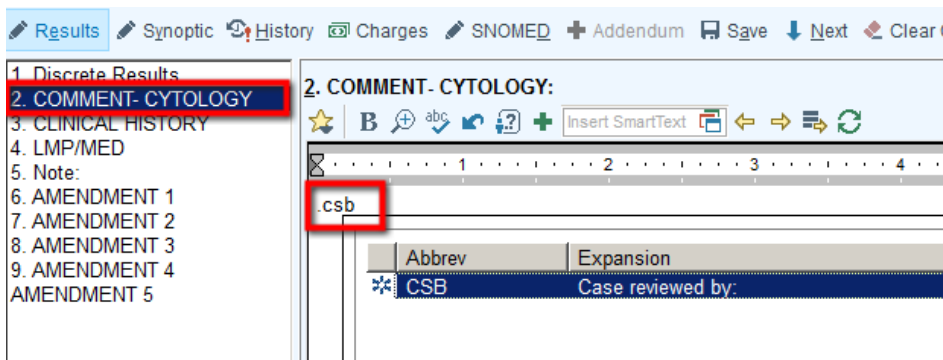 Results Synoptic History Charges SNOMED Addendum Save Next Clear
1. Discrete Results
2. COMMENT- CYTOLOGY
3. CLINICAL HISTORY
4. LMP/MED
5. Note:
6. AMENDMENT 1
7. AMENDMENT 2
8. AMENDMENT 3
9. AMENDMENT 4
AMENDMENT 5
2. COMMENT- CYTOLOGY:
B abc Insert SmartText
1 2 3 4
.csb
Abbrev Expansion
CSB Case reviewed by: